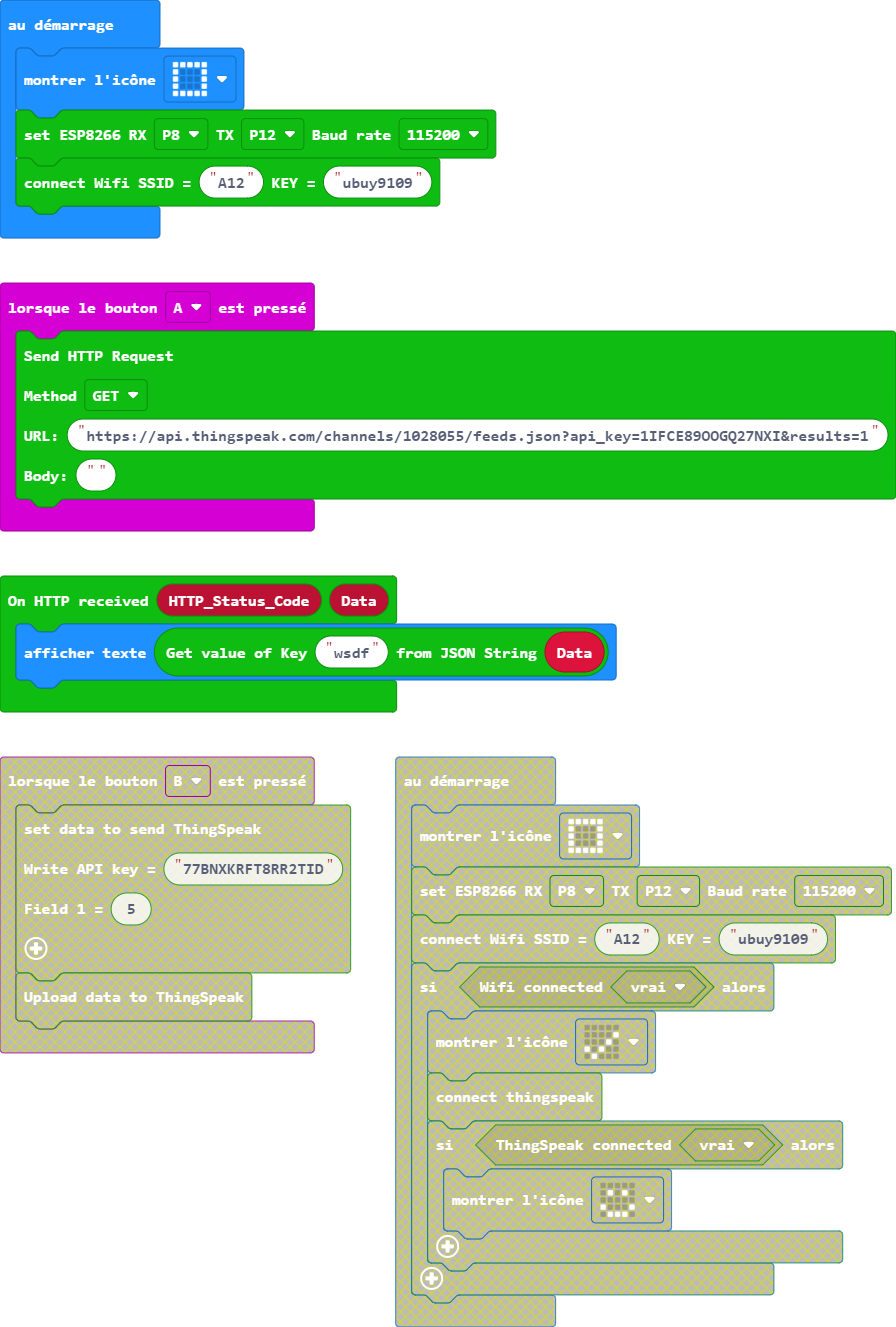 au démarrage
montrer l'icône
set ESP8266 RX P8 TX P12 Baud rate 115200
connect Wifi SSID = "A12" KEY = "ubuy9109"
lorsque le bouton A est pressé
Send HTTP Request
Method GET
URL: "https://api.thingspeak.com/channels/1028055/feeds.json?api_key=1IFCE89OOGQ27NXI&results=1"
Body: " "
On HTTP received HTTP_Status_Code Data
afficher texte Get value of Key "wsdf" from JSON String Data
lorsque le bouton B est pressé
set data to send ThingSpeak
Write API key = "77BNXKRFT8RR2TID"
Field 1 = 5
Upload data to ThingSpeak
au démarrage
montrer l'icône
set ESP8266 RX P8 TX P12 Baud rate 115200
connect Wifi SSID = "A12" KEY = "ubuy9109"
si Wifi connected vrai alors
montrer l'icône
connect thingspeak
si ThingSpeak connected vrai alors
montrer l'icône